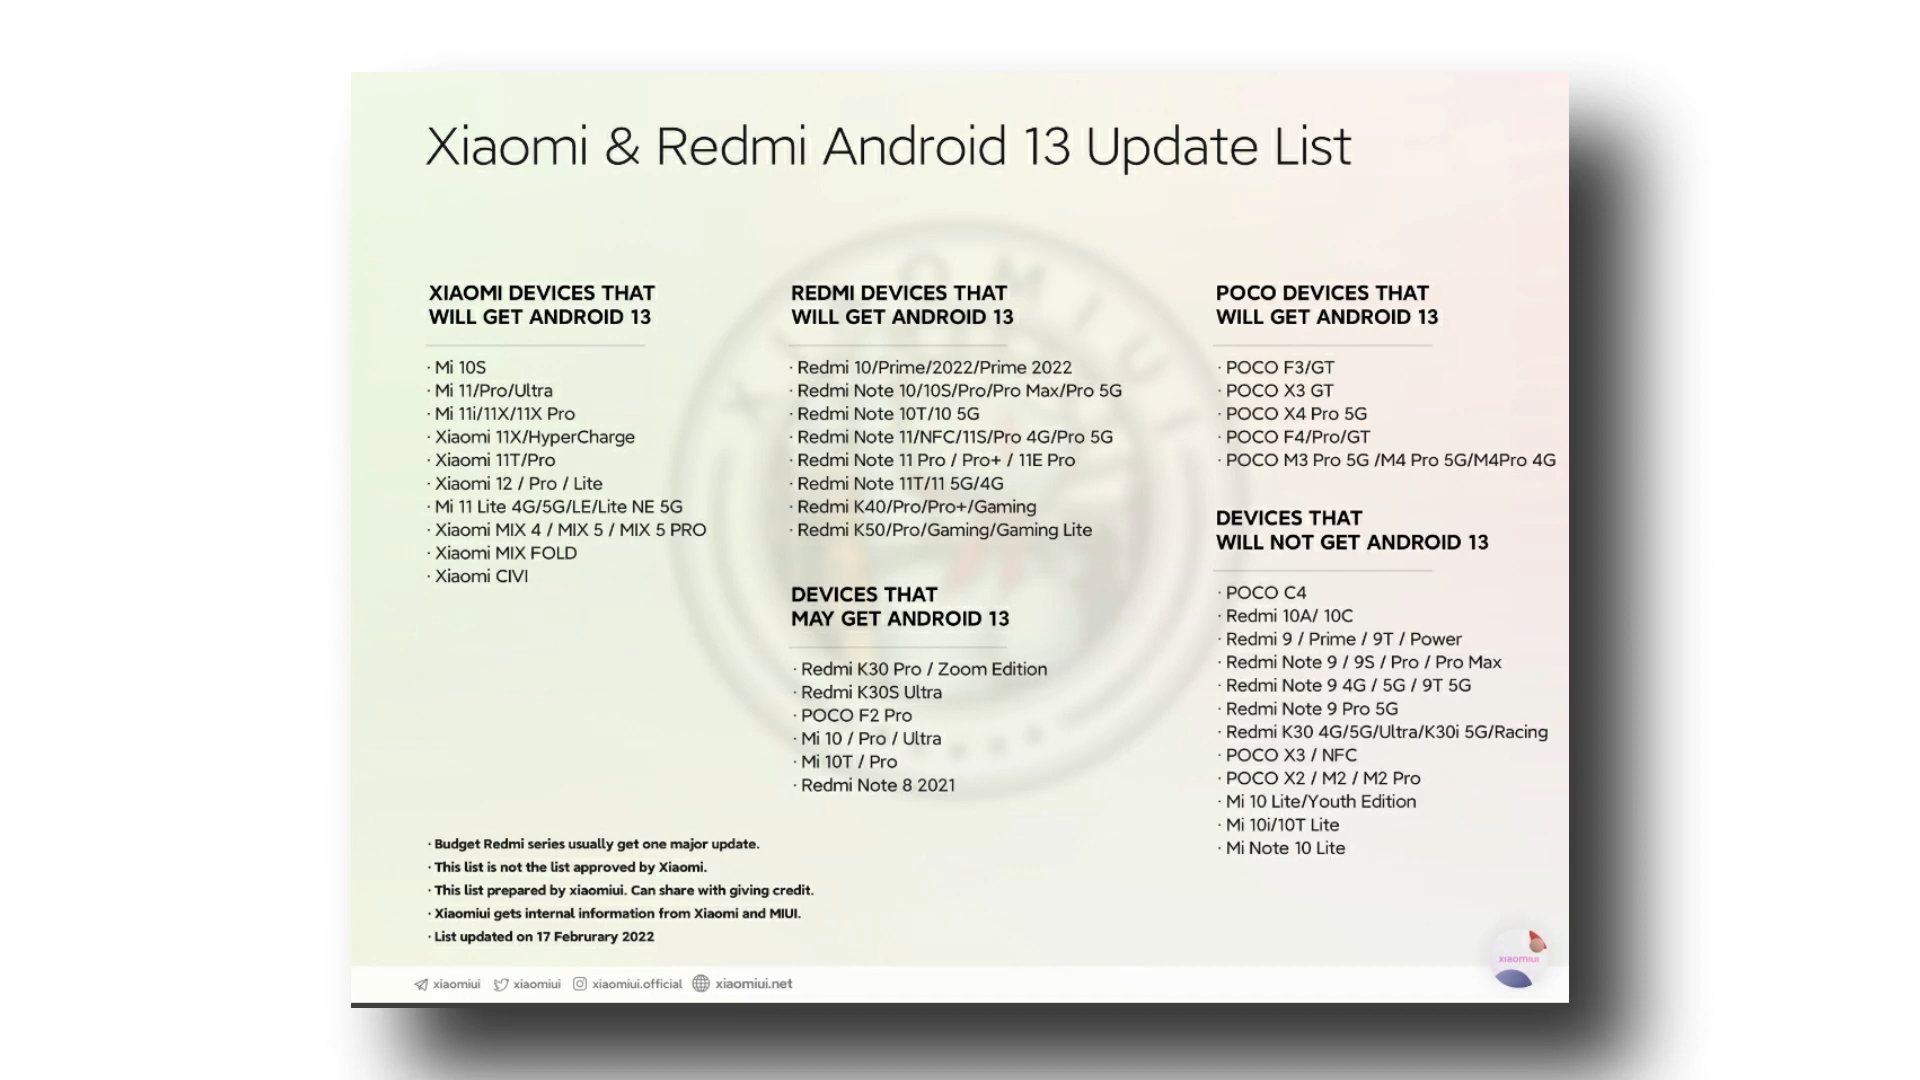 Xiaomi & Redmi Android 13 Update List
XIAOMI DEVICES THAT
WILL GET ANDROID 13
· Mi 10S
· Mi 11/Pro/Ultra
· Mi 11i/11X/11X Pro
· Xiaomi 11X/HyperCharge
· Xiaomi 11T/Pro
· Xiaomi 12 / Pro / Lite
· Mi 11 Lite 4G/5G/LE/Lite NE 5G
· Xiaomi MIX 4 / MIX 5 / MIX 5 PRO
· Xiaomi MIX FOLD
· Xiaomi CIVI
REDMI DEVICES THAT
WILL GET ANDROID 13
· Redmi 10/Prime/2022/Prime 2022
· Redmi Note 10/10S/Pro/Pro Max/Pro 5G
· Redmi Note 10T/10 5G
· Redmi Note 11/NFC/11S/Pro 4G/Pro 5G
· Redmi Note 11 Pro / Pro+ / 11E Pro
· Redmi Note 11T/11 5G/4G
· Redmi K40/Pro/Pro+/Gaming
· Redmi K50/Pro/Gaming/Gaming Lite
DEVICES THAT
MAY GET ANDROID 13
· Redmi K30 Pro / Zoom Edition
· Redmi K30S Ultra
· POCO F2 Pro
· Mi 10 / Pro / Ultra
· Mi 10T / Pro
· Redmi Note 8 2021
POCO DEVICES THAT
WILL GET ANDROID 13
· POCO F3/GT
· POCO X3 GT
· POCO X4 Pro 5G
· POCO F4/Pro/GT
· POCO M3 Pro 5G /M4 Pro 5G/M4Pro 4G
DEVICES THAT
WILL NOT GET ANDROID 13
· POCO C4
· Redmi 10A/ 10C
· Redmi 9 / Prime / 9T / Power
· Redmi Note 9 / 9S / Pro / Pro Max
· Redmi Note 9 4G / 5G / 9T 5G
· Redmi Note 9 Pro 5G
· Redmi K30 4G/5G/Ultra/K30i 5G/Racing
· POCO X3 / NFC
· POCO X2 / M2 / M2 Pro
· Mi 10 Lite/Youth Edition
· Mi 10i/10T Lite
· Mi Note 10 Lite
· Budget Redmi series usually get one major update.
· This list is not the list approved by Xiaomi.
· This list prepared by xiaomiui. Can share with giving credit.
· Xiaomiui gets internal information from Xiaomi and MIUI.
· List updated on 17 Februrary 2022
xiaomiui xiaomiui xiaomiui.official xiaomiui.net
xiaomiui
XIAOMIUI